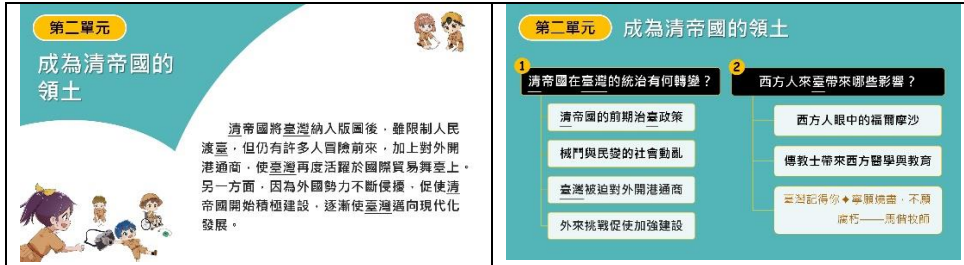 第二單元
成為清帝國的
領土
清帝國將臺灣納入版圖後，雖限制人民
渡臺，但仍有許多人冒險前來，加上對外開
港通商，使臺灣再度活躍於國際貿易舞臺上。
另一方面，因為外國勢力不斷侵擾，促使清
帝國開始積極建設，逐漸使臺灣邁向現代化
發展。
第二單元 成為清帝國的領土
1
清帝國在臺灣的統治有何轉變？
清帝國的前期治臺政策
械鬥與民變的社會動亂
臺灣被迫對外開港通商
外來挑戰促使加強建設
2
西方人來臺帶來哪些影響？
西方人眼中的福爾摩沙
傳教士帶來西方醫學與教育
臺灣記得你◆寧願燒盡，不願
腐朽——馬偕牧師